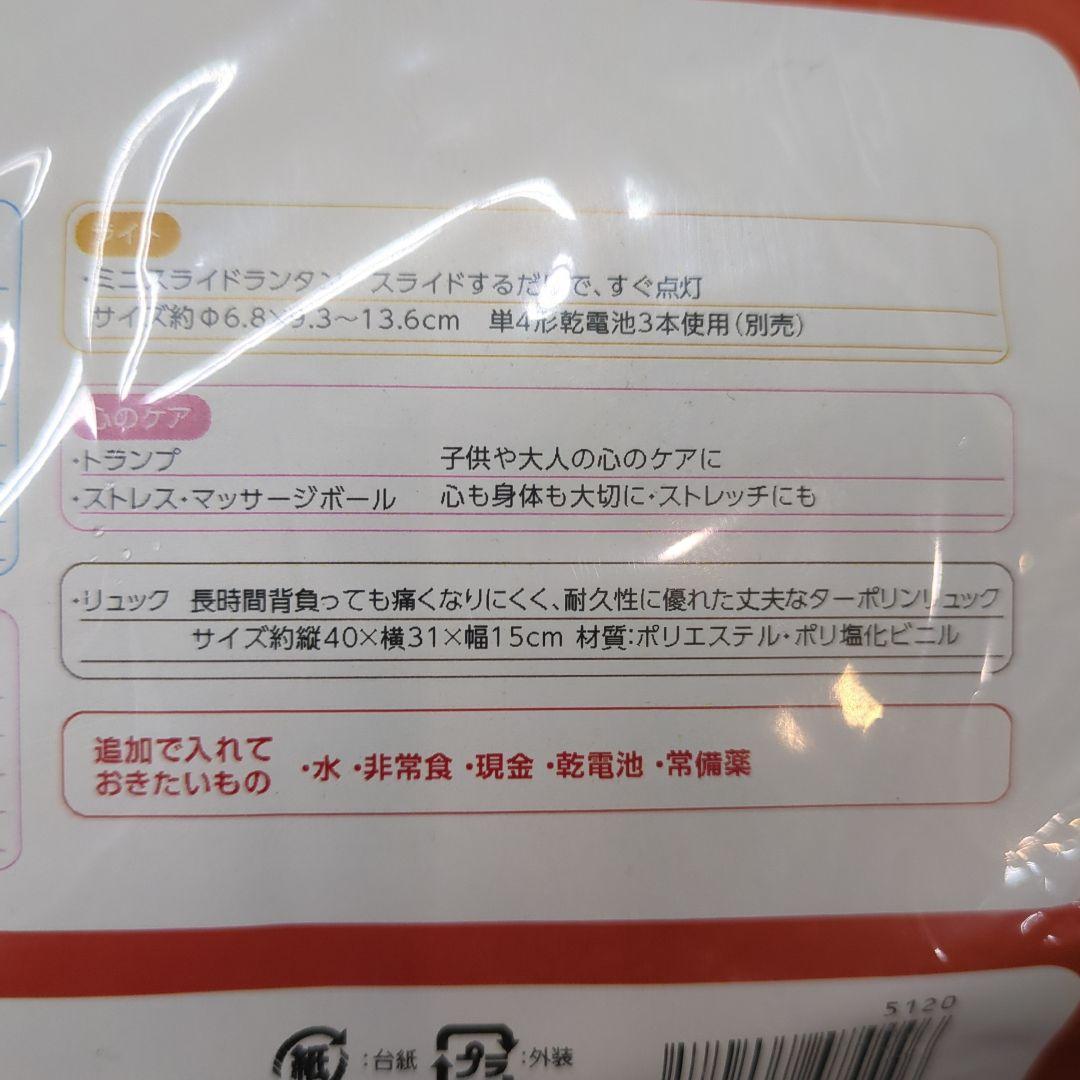 ライト
・ミニスライドランタン スライドするだけで、すぐ点灯
サイズ約Φ6.8×9.3～13.6cm 単4形乾電池3本使用(別売)
心のケア
・トランプ 子供や大人の心のケアに
・ストレス・マッサージボール 心も身体も大切に・ストレッチにも
・リュック 長時間背負っても痛くなりにくく、耐久性に優れた丈夫なターポリンリュック
サイズ約縦40×横31×幅15cm 材質:ポリエステル・ポリ塩化ビニル
追加で入れて
おきたいもの
・水 ・非常食 ・現金 ・乾電池 ・常備薬
5120
紙 :台紙 プラ :外装